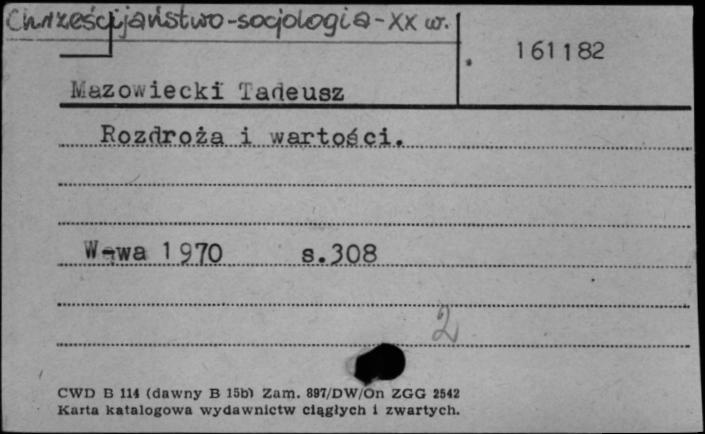 Chrześcijaństwo-socjologia-XX w.
161182
Mazowiecki Tadeusz
Rozdroża i wartości.
W-wa 1970 s.308
2
CWD B 114 (dawny B 15b) Zam. 897/DW/On ZGG 2542
Karta katalogowa wydawnictw ciągłych i zwartych.